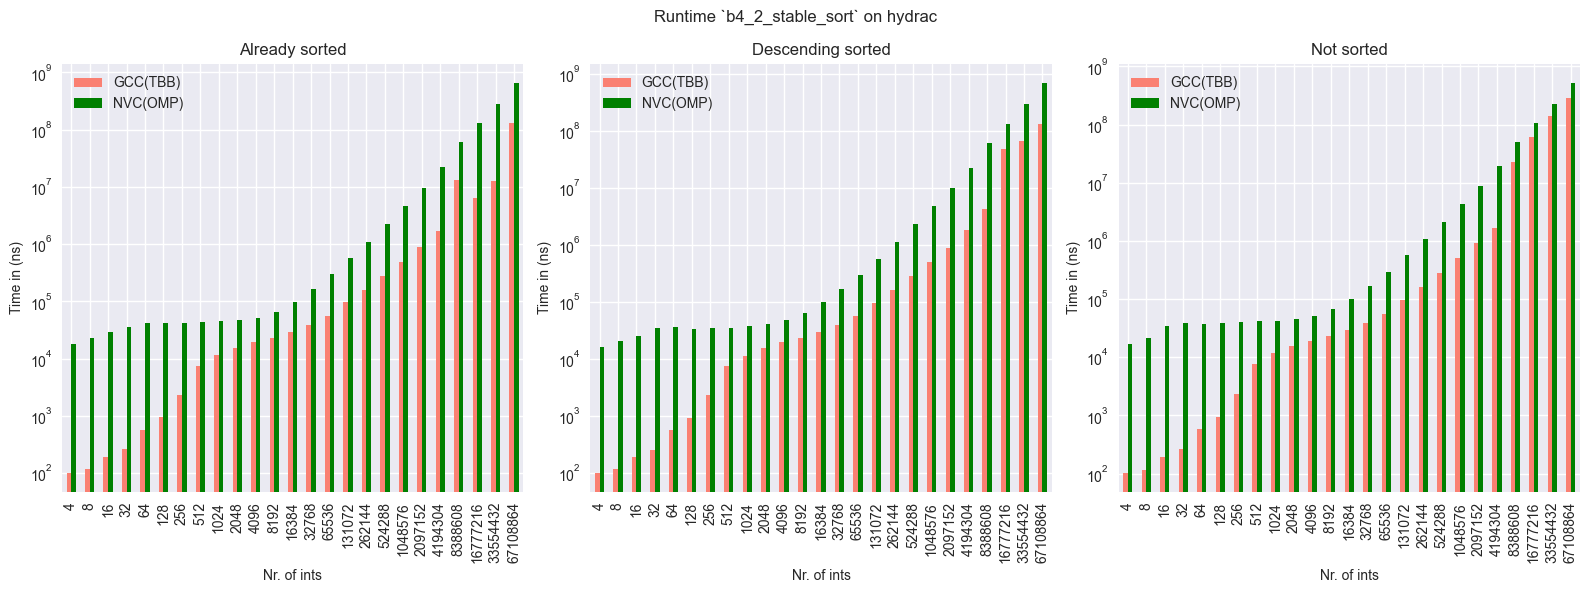 Runtime `b4_2_stable_sort` on hydrac
Already sorted
GCC(TBB)
NVC(OMP)
Time in (ns)
10^9
10^8
10^7
10^6
10^5
10^4
10^3
10^2
4 8 16 32 64 128 256 512 1024 2048 4096 8192 16384 32768 65536 131072 262144 524288 1048576 2097152 4194304 8388608 16777216 33554432 67108864
Nr. of ints
Descending sorted
GCC(TBB)
NVC(OMP)
Time in (ns)
10^9
10^8
10^7
10^6
10^5
10^4
10^3
10^2
4 8 16 32 64 128 256 512 1024 2048 4096 8192 16384 32768 65536 131072 262144 524288 1048576 2097152 4194304 8388608 16777216 33554432 67108864
Nr. of ints
Not sorted
GCC(TBB)
NVC(OMP)
Time in (ns)
10^9
10^8
10^7
10^6
10^5
10^4
10^3
10^2
4 8 16 32 64 128 256 512 1024 2048 4096 8192 16384 32768 65536 131072 262144 524288 1048576 2097152 4194304 8388608 16777216 33554432 67108864
Nr. of ints